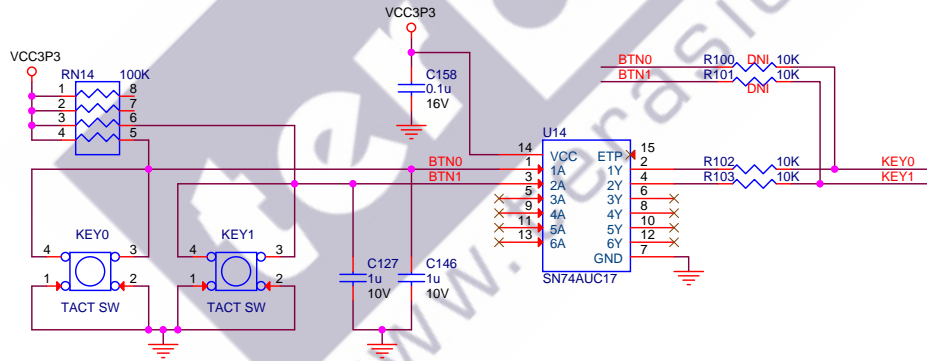 VCC3P3
VCC3P3
RN14 100K
1 8
2 7
3 6
4 5
C158
0.1u
16V
BTN0 R100 DNI 10K
BTN1 R101 10K
DNI
U14
14 VCC ETP 15
BTN0 1 1A 1Y 2 R102 10K KEY0
BTN1 3 2A 2Y 4 R103 10K KEY1
5 3A 3Y 6
9 4A 4Y 8
11 5A 5Y 10
13 6A 6Y 12
GND 7
SN74AUC17
KEY0 KEY1
4 3 4 3
1 2 1 2
TACT SW TACT SW
C127 C146
1u 1u
10V 10V
terasic
www.terasic